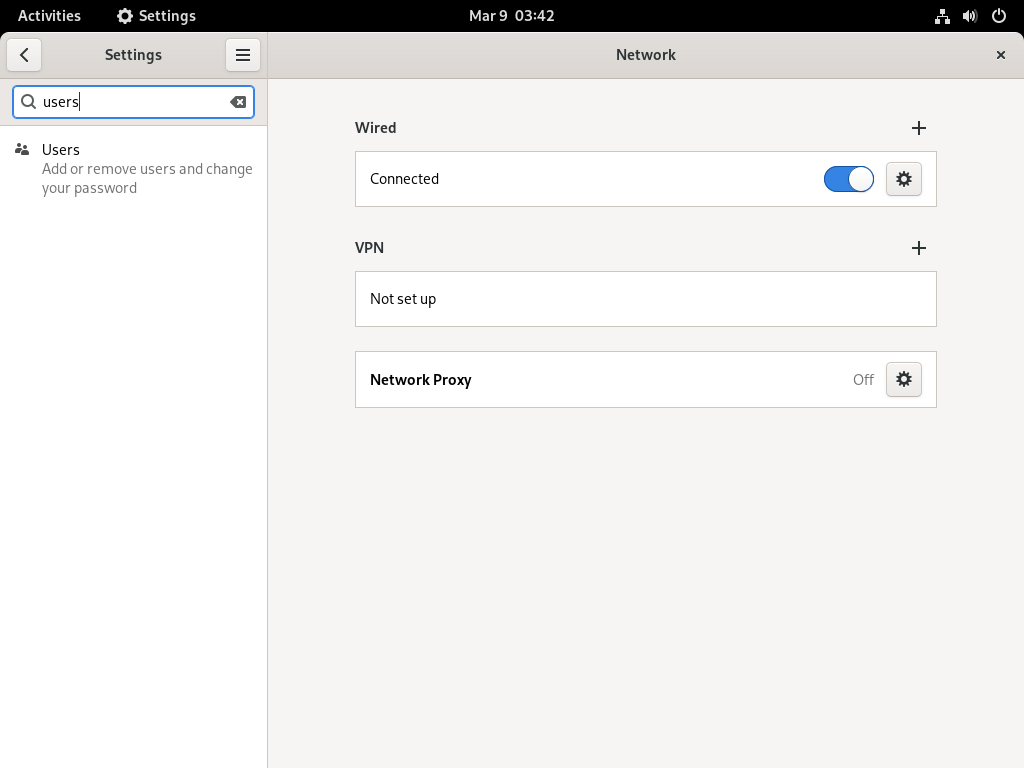 Activities
Settings
Mar 9 03:42
Settings
Network
users
Users
Add or remove users and change
your password
Wired
Connected
VPN
Not set up
Network Proxy
Off